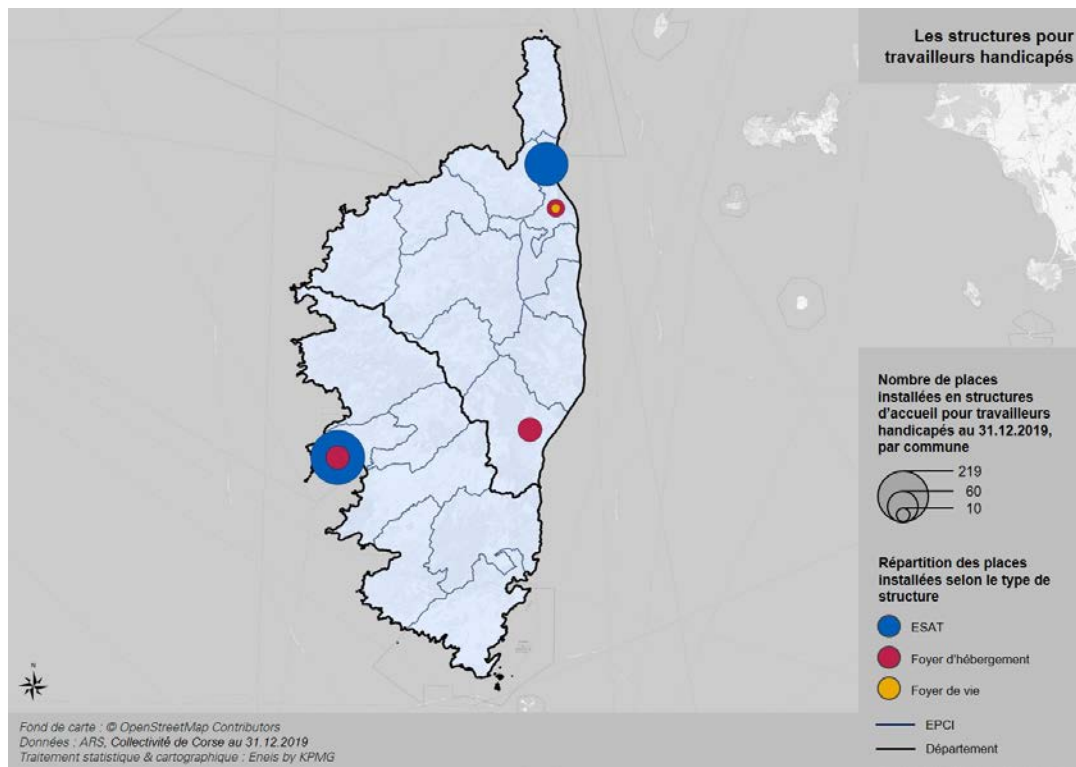 Les structures pour
travailleurs handicapés
Nombre de places
installées en structures
d'accueil pour travailleurs
handicapés au 31.12.2019,
par commune
219
60
10
Répartition des places
installées selon le type de
structure
ESAT
Foyer d'hébergement
Foyer de vie
EPCI
Département
N
Fond de carte : © OpenStreetMap Contributors
Données : ARS, Collectivité de Corse au 31.12.2019
Traitement statistique & cartographique : Eneis by KPMG